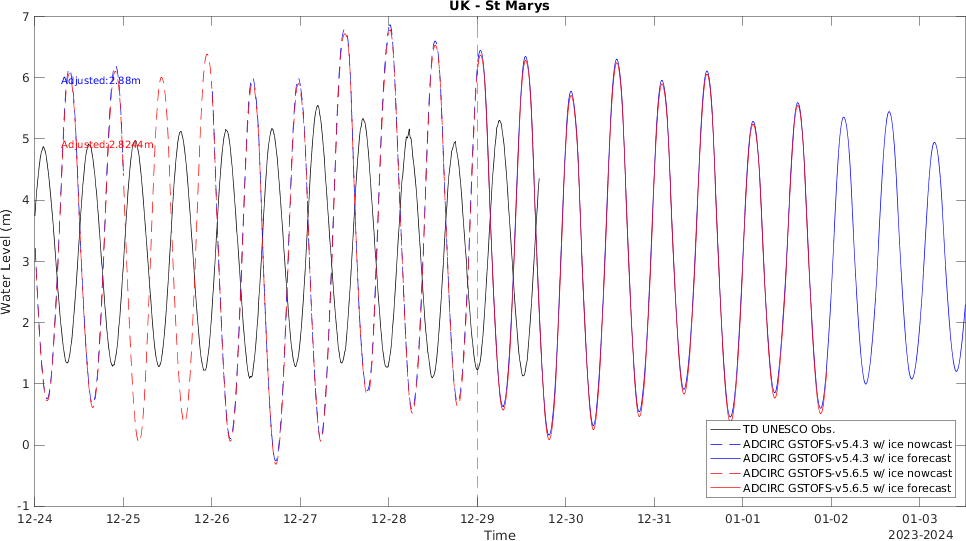 UK - St Marys
7
6
5
4
3
2
1
0
-1
Water Level (m)
Adjusted:2.88m
Adjusted:2.8244m
TD UNESCO Obs.
ADCIRC GSTOFS-v5.4.3 w/ ice nowcast
ADCIRC GSTOFS-v5.4.3 w/ ice forecast
ADCIRC GSTOFS-v5.6.5 w/ ice nowcast
ADCIRC GSTOFS-v5.6.5 w/ ice forecast
12-24 12-25 12-26 12-27 12-28 12-29 12-30 12-31 01-01 01-02 01-03
Time
2023-2024